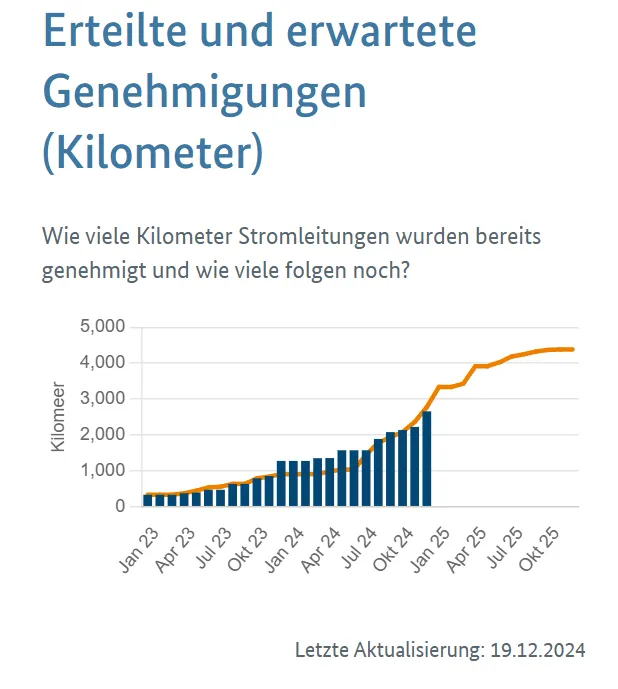 Erteilte und erwartete
Genehmigungen
(Kilometer)
Wie viele Kilometer Stromleitungen wurden bereits
genehmigt und wie viele folgen noch?
5,000
4,000
3,000
2,000
1,000
0
Kilomeer
Jan 23
Apr 23
Jul 23
Okt 23
Jan 24
Apr 24
Jul 24
Okt 24
Jan 25
Apr 25
Jul 25
Okt 25
Letzte Aktualisierung: 19.12.2024